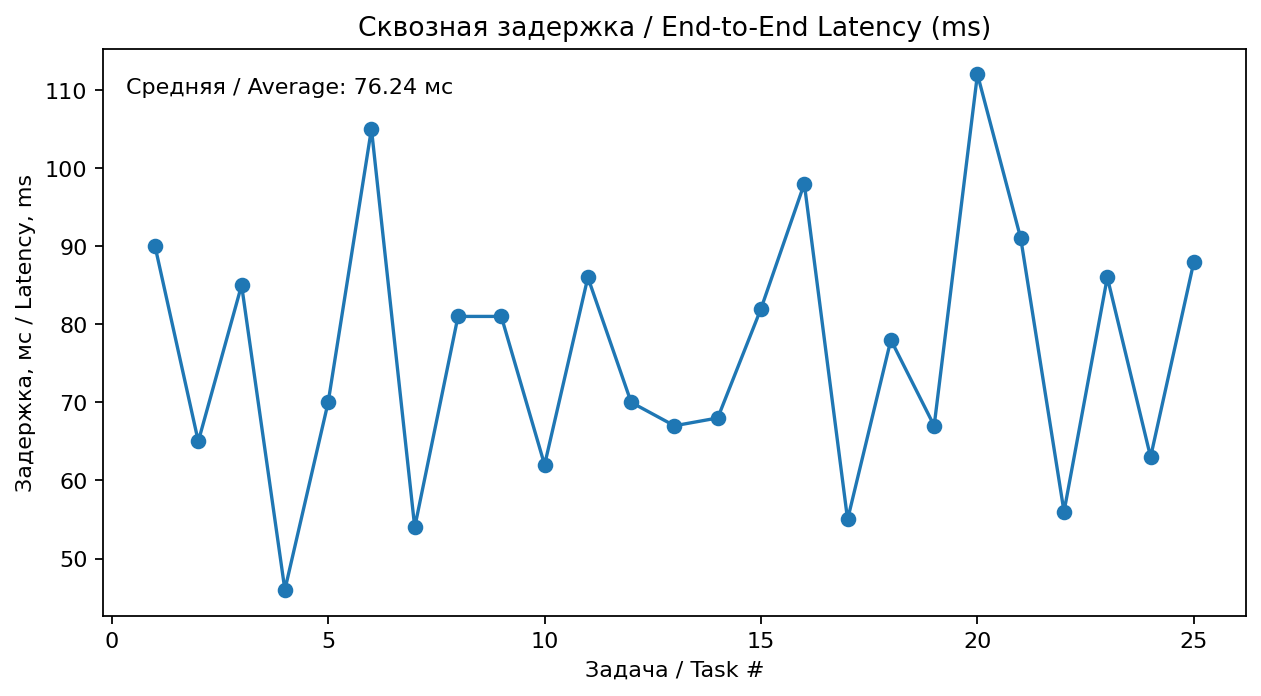 Сквозная задержка / End-to-End Latency (ms)
Средняя / Average: 76.24 мс
Задержка, мс / Latency, ms
110
100
90
80
70
60
50
0 5 10 15 20 25
Задача / Task #